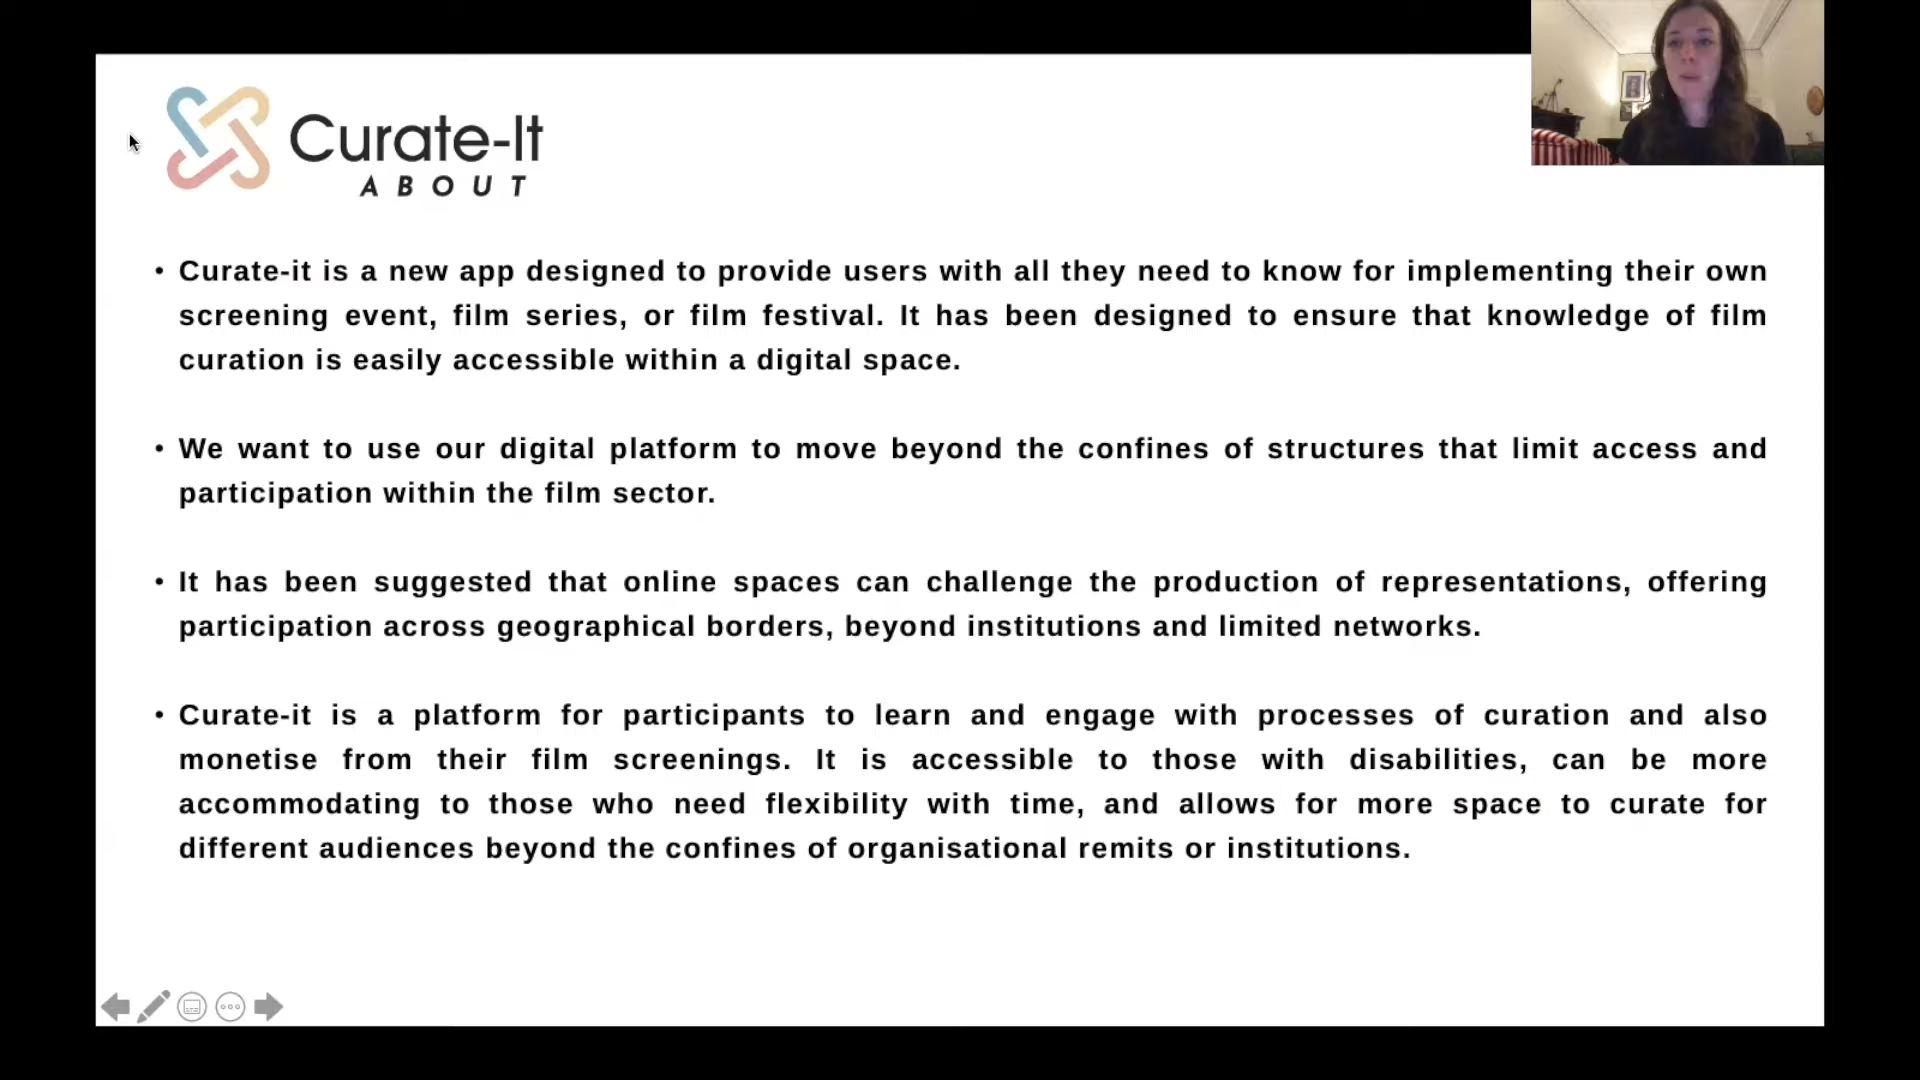 Curate-It
ABOUT
• Curate-it is a new app designed to provide users with all they need to know for implementing their own
screening event, film series, or film festival. It has been designed to ensure that knowledge of film
curation is easily accessible within a digital space.
• We want to use our digital platform to move beyond the confines of structures that limit access and
participation within the film sector.
• It has been suggested that online spaces can challenge the production of representations, offering
participation across geographical borders, beyond institutions and limited networks.
• Curate-it is a platform for participants to learn and engage with processes of curation and also
monetise from their film screenings. It is accessible to those with disabilities, can be more
accommodating to those who need flexibility with time, and allows for more space to curate for
different audiences beyond the confines of organisational remits or institutions.